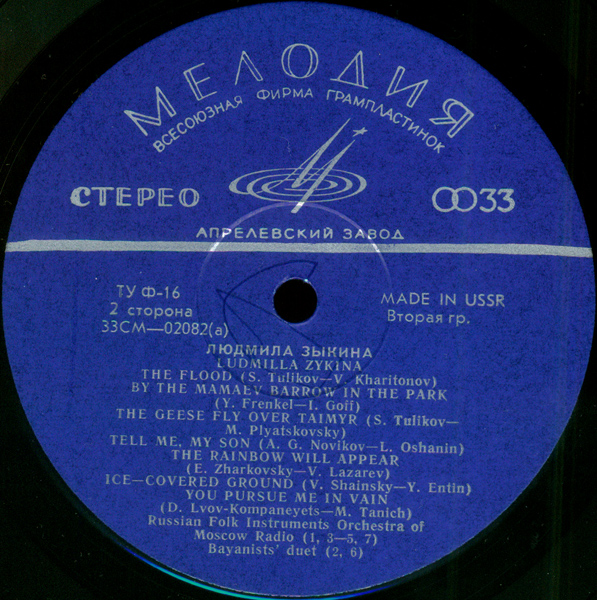 МЕЛОДИЯ
ВСЕСОЮЗНАЯ ФИРМА ГРАМПЛАСТИНОК
СТЕРЕО
33
АПРЕЛЕВСКИЙ ЗАВОД
ТУ Ф-16
2 сторона
33СМ—02082(а)
MADE IN USSR
Вторая гр.
ЛЮДМИЛА ЗЫКИНА
LUDMILLA ZYKINA
THE FLOOD (S. Tulikov—V. Kharitonov)
BY THE MAMAEV BARROW IN THE PARK
(Y. Frenkel—I. Goff)
THE GEESE FLY OVER TAIMYR (S. Tulikov—
M. Plyatskovsky)
TELL ME, MY SON (A. G. Novikov—L. Oshanin)
THE RAINBOW WILL APPEAR
(E. Zharkovsky—V. Lazarev)
ICE—COVERED GROUND (V. Shainsky—Y. Entin)
YOU PURSUE ME IN VAIN
(D. Lvov-Kompaneyets—M. Tanich)
Russian Folk Instruments Orchestra of
Moscow Radio (1, 3—5, 7)
Bayanists' duet (2, 6)